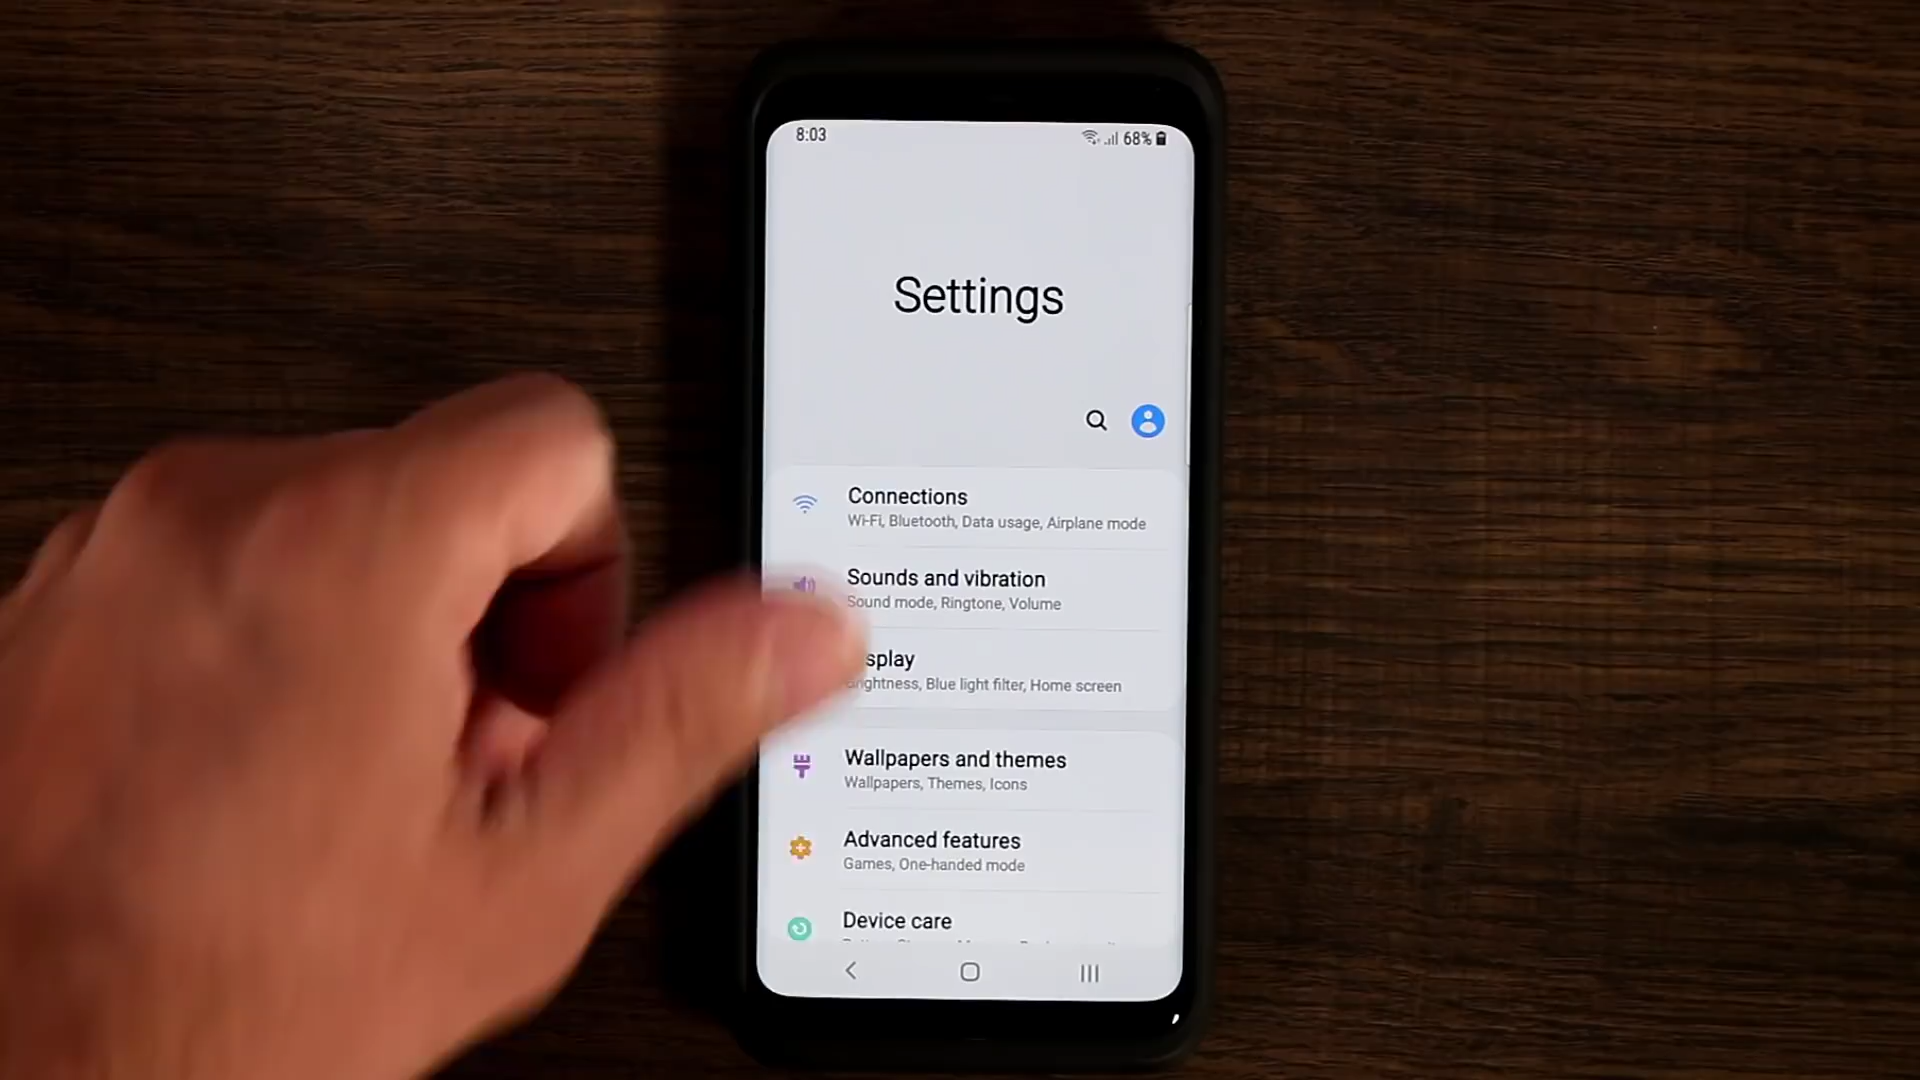 8:03
68%
Settings
Connections
Wi-Fi, Bluetooth, Data usage, Airplane mode
Sounds and vibration
Sound mode, Ringtone, Volume
splay
ghtness, Blue light filter, Home screen
Wallpapers and themes
Wallpapers, Themes, Icons
Advanced features
Games, One-handed mode
Device care